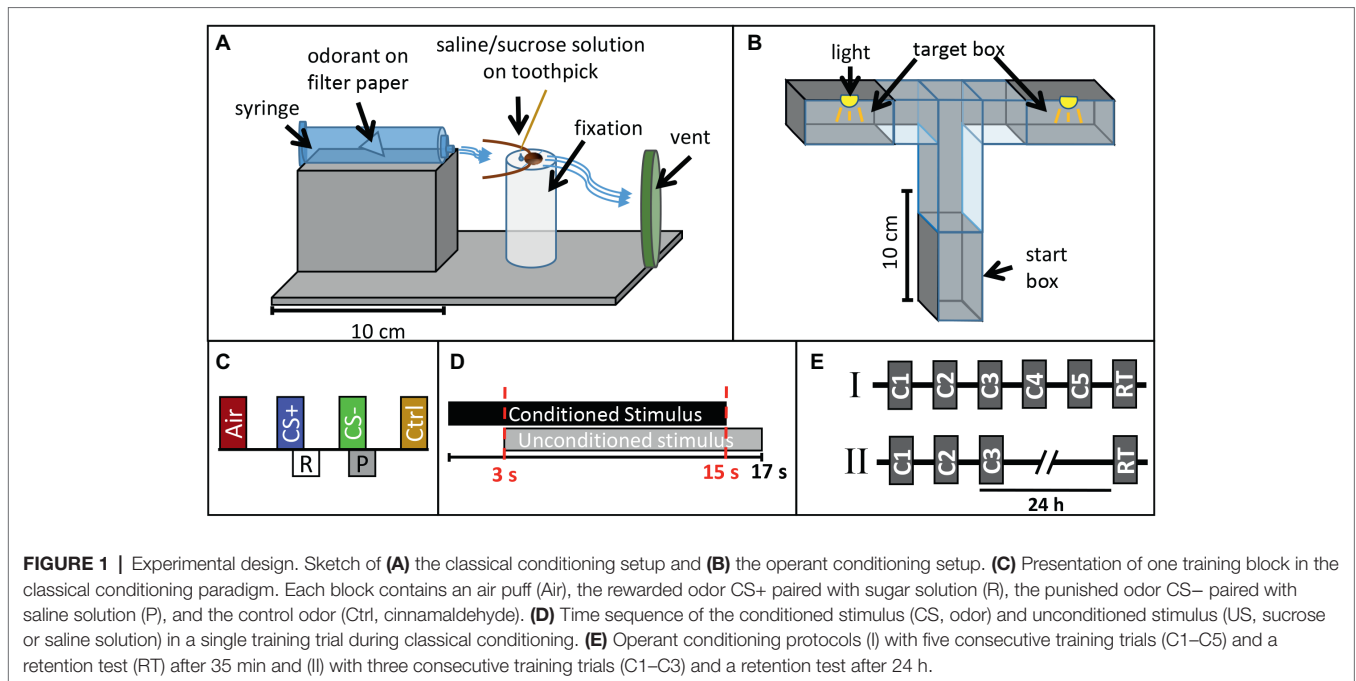 A
odorant on
filter paper
syringe
saline/sucrose solution
on toothpick
fixation
vent
10 cm
B
light
target box
10 cm
start
box
C
Air
CS+
CS-
Ctrl
R
P
D
Conditioned Stimulus
Unconditioned stimulus
3 s
15 s
17 s
E
I
C1
C2
C3
C4
C5
RT
II
C1
C2
C3
RT
24 h
FIGURE 1 | Experimental design. Sketch of (A) the classical conditioning setup and (B) the operant conditioning setup. (C) Presentation of one training block in the
classical conditioning paradigm. Each block contains an air puff (Air), the rewarded odor CS+ paired with sugar solution (R), the punished odor CS− paired with
saline solution (P), and the control odor (Ctrl, cinnamaldehyde). (D) Time sequence of the conditioned stimulus (CS, odor) and unconditioned stimulus (US, sucrose
or saline solution) in a single training trial during classical conditioning. (E) Operant conditioning protocols (I) with five consecutive training trials (C1–C5) and a
retention test (RT) after 35 min and (II) with three consecutive training trials (C1–C3) and a retention test after 24 h.